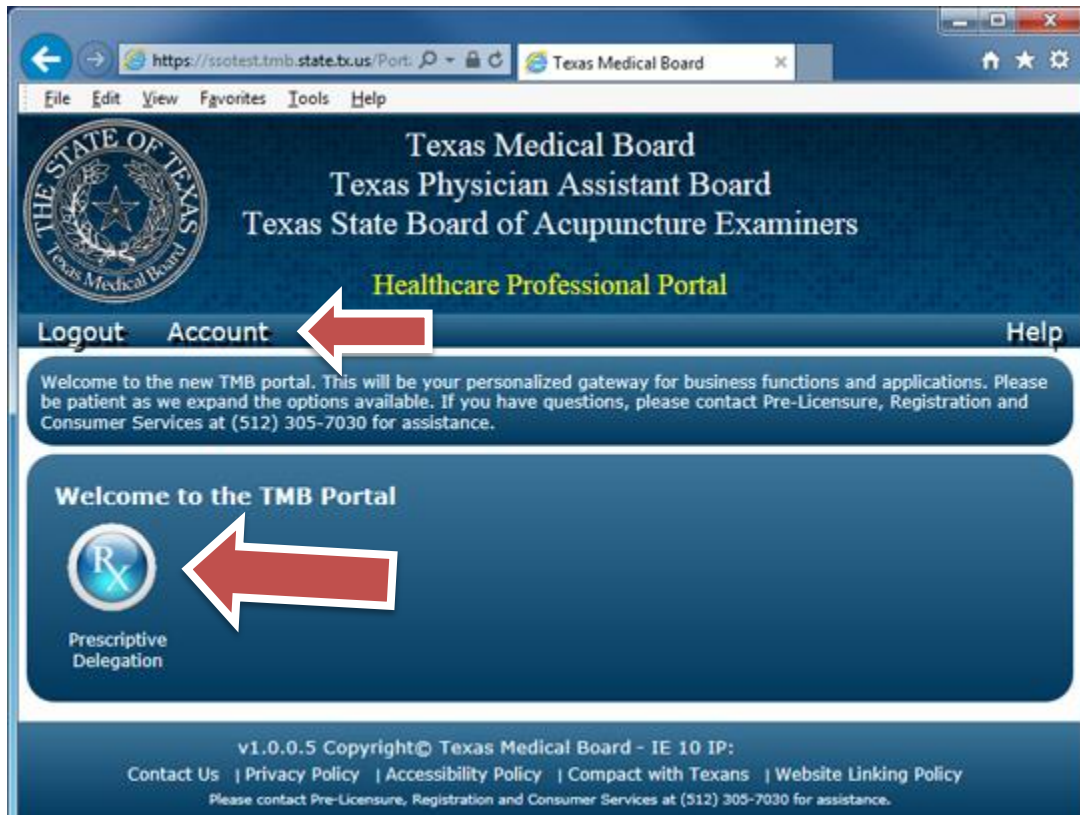 https://ssotest.tmb.state.tx.us/Port:
Texas Medical Board
File Edit View Favorites Tools Help
THE STATE OF TEXAS
Texas Medical Board
Texas Medical Board
Texas Physician Assistant Board
Texas State Board of Acupuncture Examiners
Healthcare Professional Portal
Logout Account Help
Welcome to the new TMB portal. This will be your personalized gateway for business functions and applications. Please
be patient as we expand the options available. If you have questions, please contact Pre-Licensure, Registration and
Consumer Services at (512) 305-7030 for assistance.
Welcome to the TMB Portal
Rx
Prescriptive
Delegation
v1.0.0.5 Copyright© Texas Medical Board - IE 10 IP:
Contact Us | Privacy Policy | Accessibility Policy | Compact with Texans | Website Linking Policy
Please contact Pre-Licensure, Registration and Consumer Services at (512) 305-7030 for assistance.